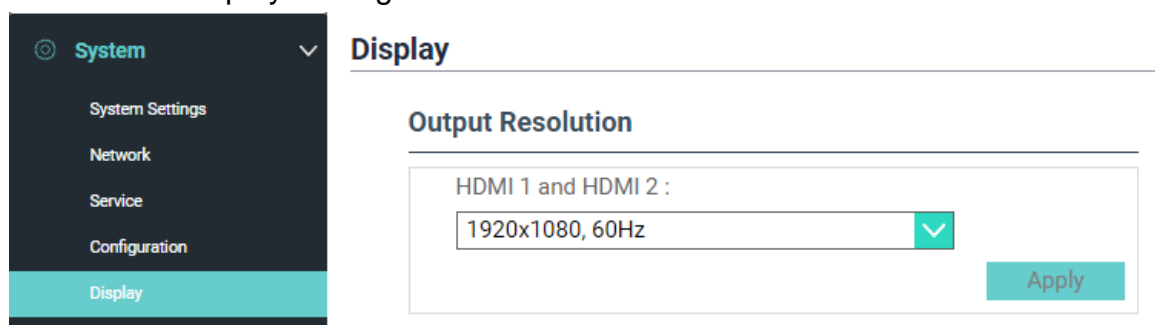 System
System Settings
Network
Service
Configuration
Display
Display
Output Resolution
HDMI 1 and HDMI 2 :
1920x1080, 60Hz
Apply